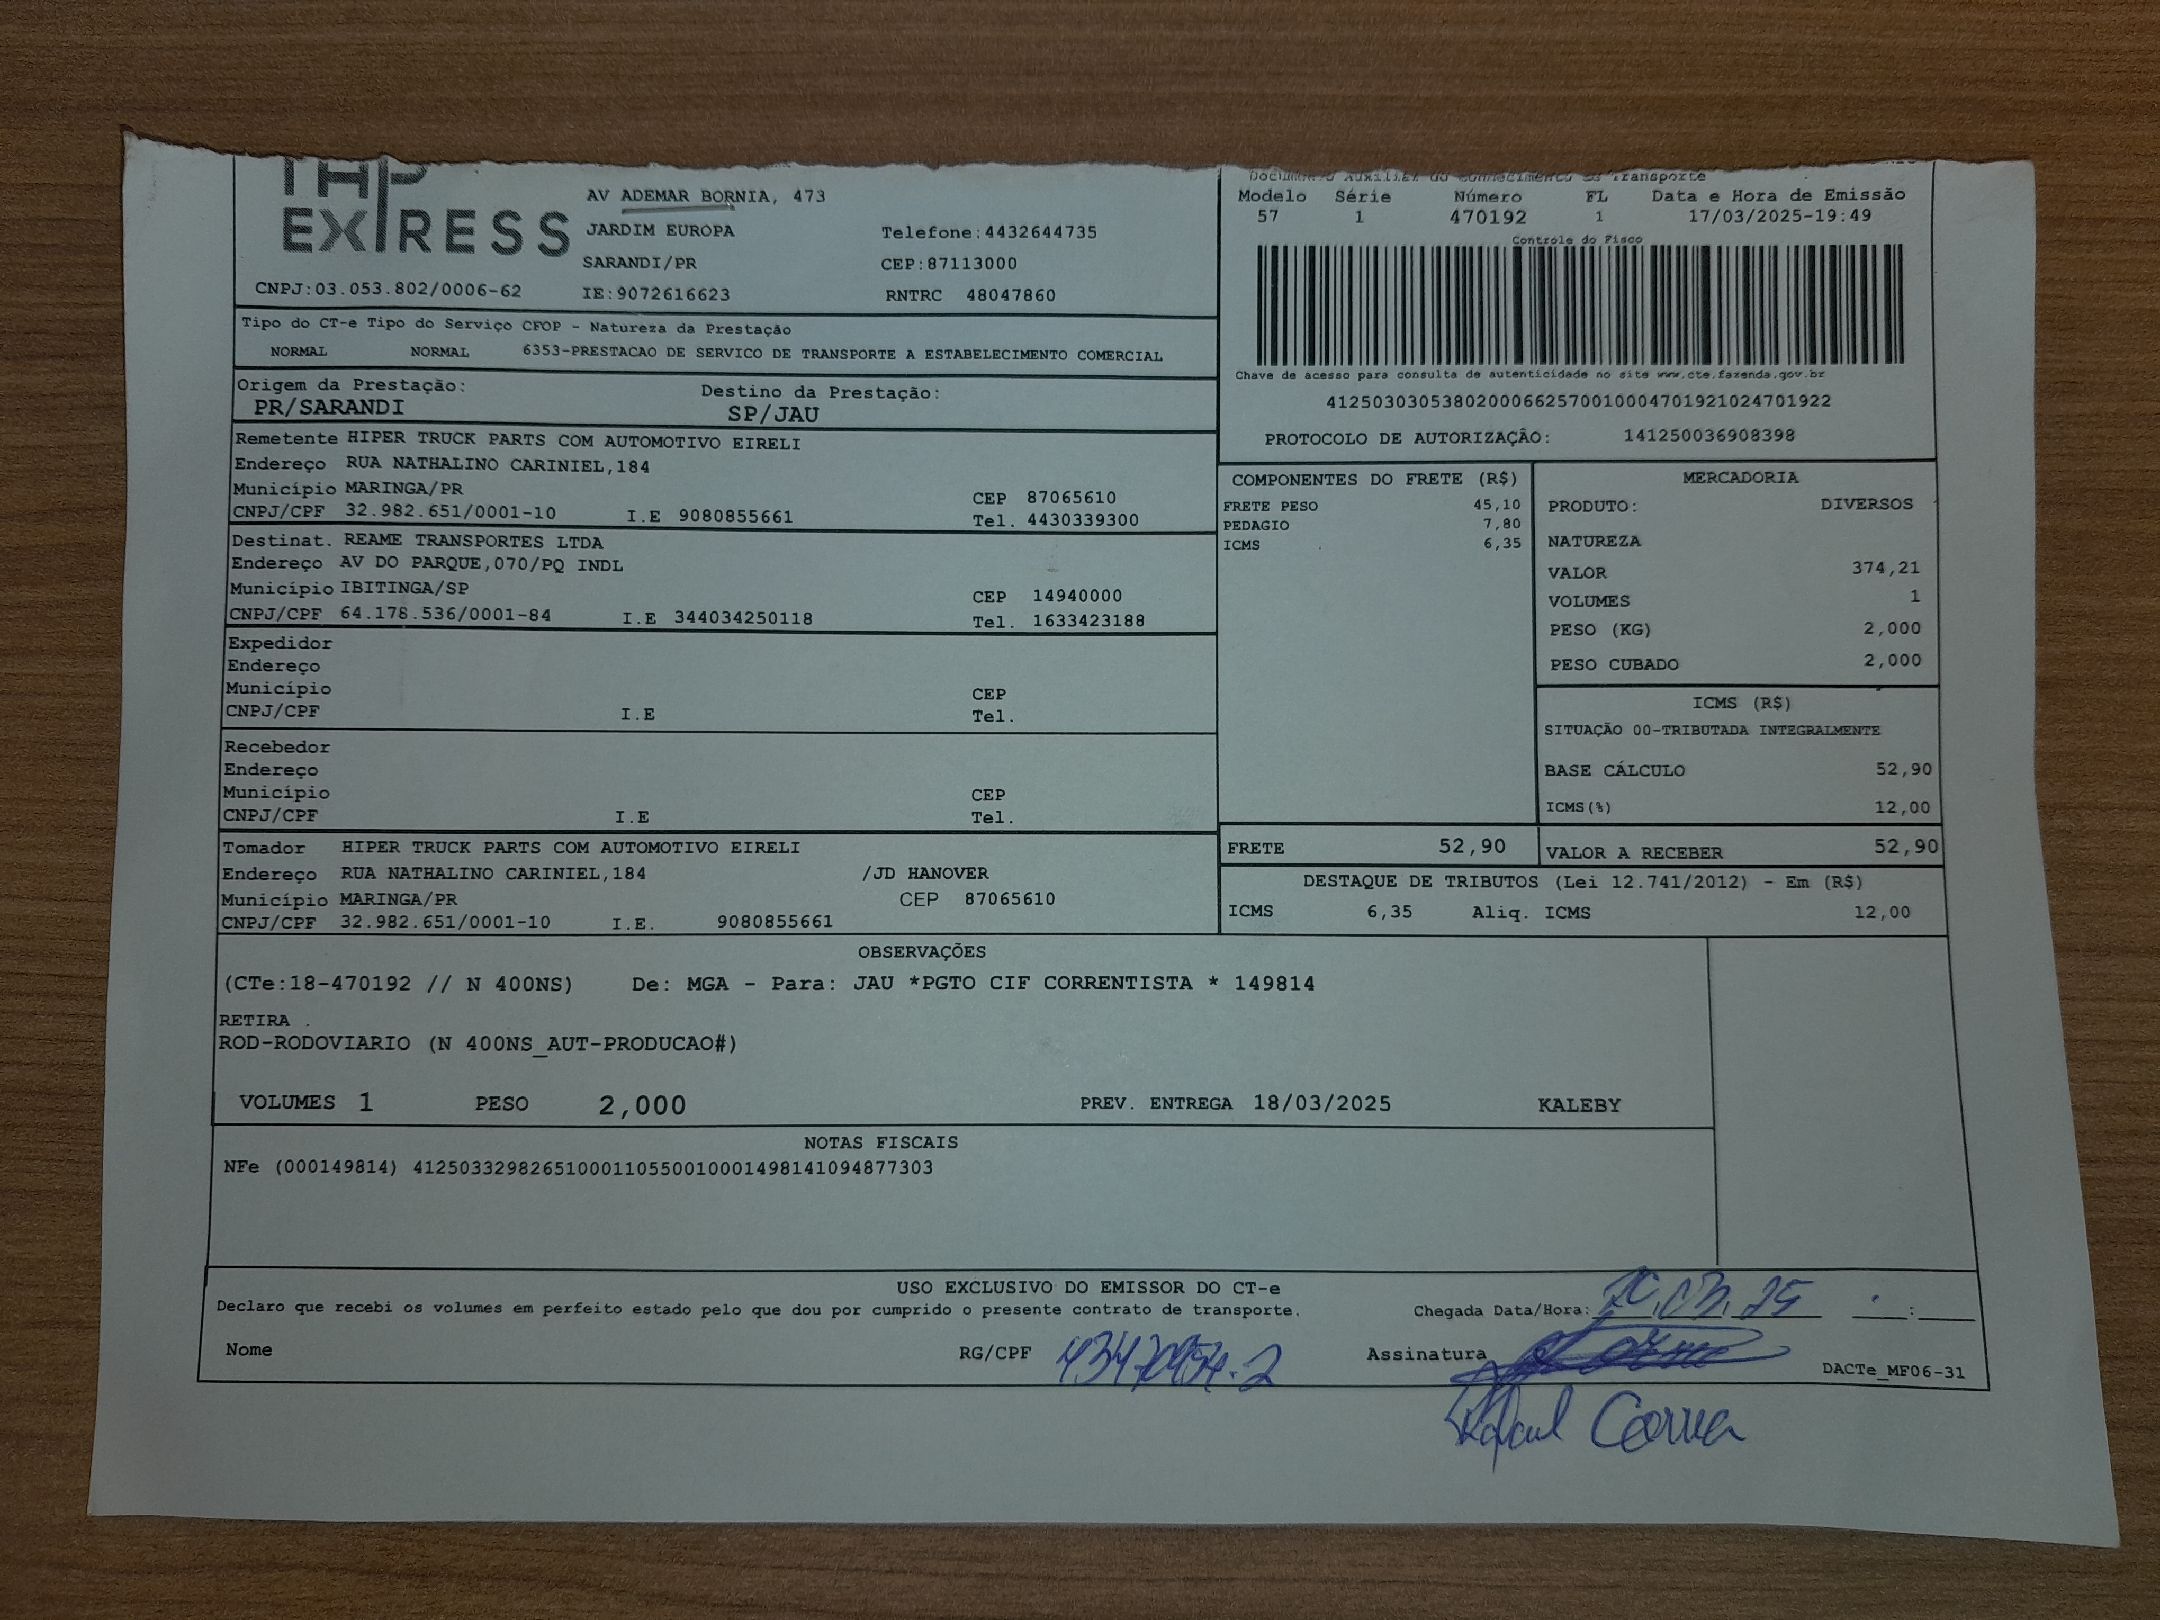 EXPRESS
AV ADEMAR BORNIA, 473
JARDIM EUROPA Telefone:4432644735
SARANDI/PR CEP:87113000
CNPJ:03.053.802/0006-62 IE:9072616623 RNTRC 48047860
Tipo do CT-e Tipo do Serviço CFOP - Natureza da Prestação
NORMAL NORMAL 6353-PRESTACAO DE SERVICO DE TRANSPORTE A ESTABELECIMENTO COMERCIAL
Origem da Prestação: Destino da Prestação:
PR/SARANDI SP/JAU
Documento Auxiliar do Conhecimento de Transporte
Modelo Série Número FL Data e Hora de Emissão
57 1 470192 1 17/03/2025-19:49
Controle do Fisco
Chave de acesso para consulta de autenticidade no site www.cte.fazenda.gov.br
41250303053802000662570010004701921024701922
PROTOCOLO DE AUTORIZAÇÃO: 141250036908398
Remetente HIPER TRUCK PARTS COM AUTOMOTIVO EIRELI
Endereço RUA NATHALINO CARINIEL,184
Município MARINGA/PR CEP 87065610
CNPJ/CPF 32.982.651/0001-10 I.E 9080855661 Tel. 4430339300
Destinat. REAME TRANSPORTES LTDA
Endereço AV DO PARQUE,070/PQ INDL
Município IBITINGA/SP CEP 14940000
CNPJ/CPF 64.178.536/0001-84 I.E 344034250118 Tel. 1633423188
Expedidor
Endereço
Município CEP
CNPJ/CPF I.E Tel.
Recebedor
Endereço
Município CEP
CNPJ/CPF I.E Tel.
Tomador HIPER TRUCK PARTS COM AUTOMOTIVO EIRELI
Endereço RUA NATHALINO CARINIEL,184 /JD HANOVER
Município MARINGA/PR CEP 87065610
CNPJ/CPF 32.982.651/0001-10 I.E. 9080855661
COMPONENTES DO FRETE (R$)
FRETE PESO 45,10
PEDAGIO 7,80
ICMS 6,35
MERCADORIA
PRODUTO: DIVERSOS
NATUREZA
VALOR 374,21
VOLUMES 1
PESO (KG) 2,000
PESO CUBADO 2,000
ICMS (R$)
SITUAÇÃO 00-TRIBUTADA INTEGRALMENTE
BASE CÁLCULO 52,90
ICMS(%) 12,00
FRETE 52,90 VALOR A RECEBER 52,90
DESTAQUE DE TRIBUTOS (Lei 12.741/2012) - Em (R$)
ICMS 6,35 Aliq. ICMS 12,00
OBSERVAÇÕES
(CTe:18-470192 // N 400NS) De: MGA - Para: JAU *PGTO CIF CORRENTISTA * 149814
RETIRA .
ROD-RODOVIARIO (N 400NS_AUT-PRODUCAO#)
VOLUMES 1 PESO 2,000 PREV. ENTREGA 18/03/2025 KALEBY
NOTAS FISCAIS
NFe (000149814) 41250332982651000110550010001498141094877303
USO EXCLUSIVO DO EMISSOR DO CT-e
Declaro que recebi os volumes em perfeito estado pelo que dou por cumprido o presente contrato de transporte. Chegada Data/Hora:
Nome RG/CPF Assinatura DACTe_MF06-31
Rafael Correa